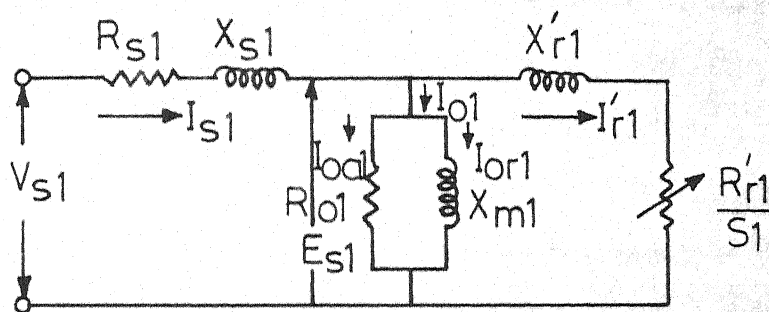 Rs1
Xs1
X'r1
Is1
Io1
I'r1
Vs1
Ioa1
Ior1
Ro1
Xm1
Es1
R'r1
S1